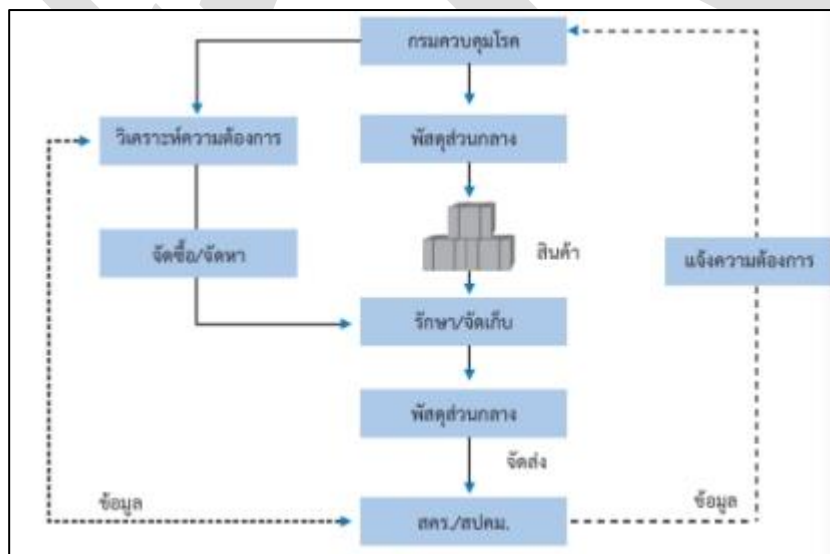 กรมควบคุมโรค
วิเคราะห์ความต้องการ
พัสดุส่วนกลาง
สินค้า
จัดซื้อ/จัดหา
แจ้งความต้องการ
รักษา/จัดเก็บ
พัสดุส่วนกลาง
จัดส่ง
ข้อมูล
ข้อมูล
สคร./สปคม.